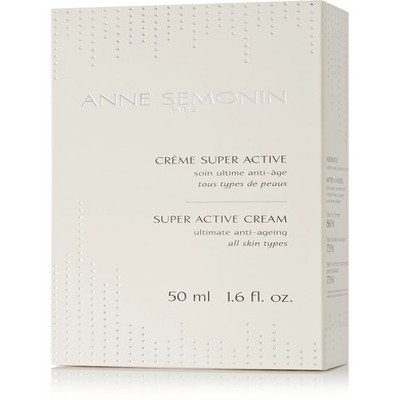 ANNE SEMONIN
PARIS
CRÈME SUPER ACTIVE
soin ultime anti-âge
tous types de peaux
SUPER ACTIVE CREAM
ultimate anti-ageing
all skin types
50 ml 1.6 fl. oz.